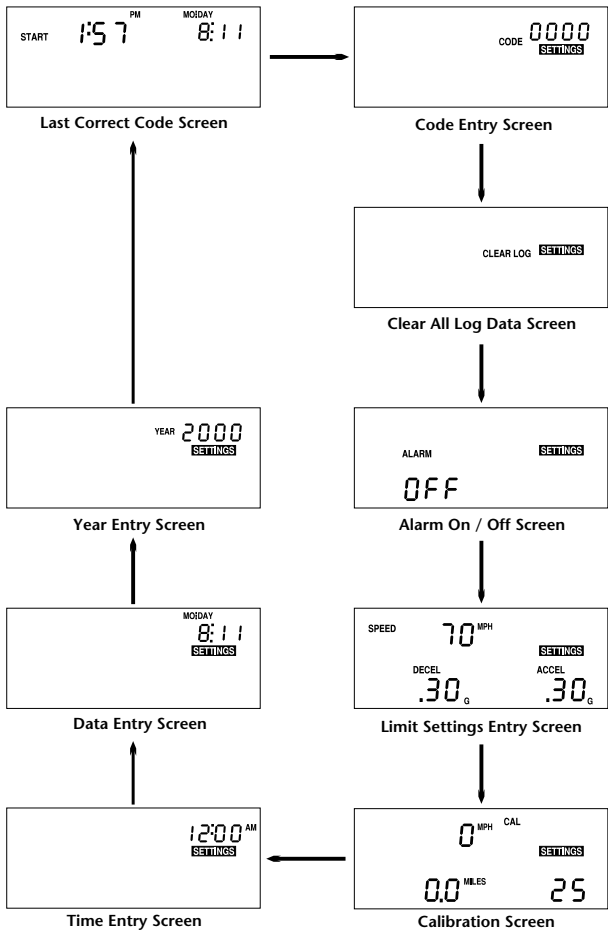 START 1:57 PM MO/DAY 8:11
Last Correct Code Screen
CODE 0000
SETTINGS
Code Entry Screen
CLEAR LOG SETTINGS
Clear All Log Data Screen
YEAR 2000
SETTINGS
Year Entry Screen
ALARM SETTINGS
OFF
Alarm On / Off Screen
MO/DAY
8:11
SETTINGS
Data Entry Screen
SPEED 70 MPH
SETTINGS
DECEL ACCEL
.30 G .30 G
Limit Settings Entry Screen
12:00 AM
SETTINGS
Time Entry Screen
0 MPH CAL
SETTINGS
0.0 MILES 25
Calibration Screen